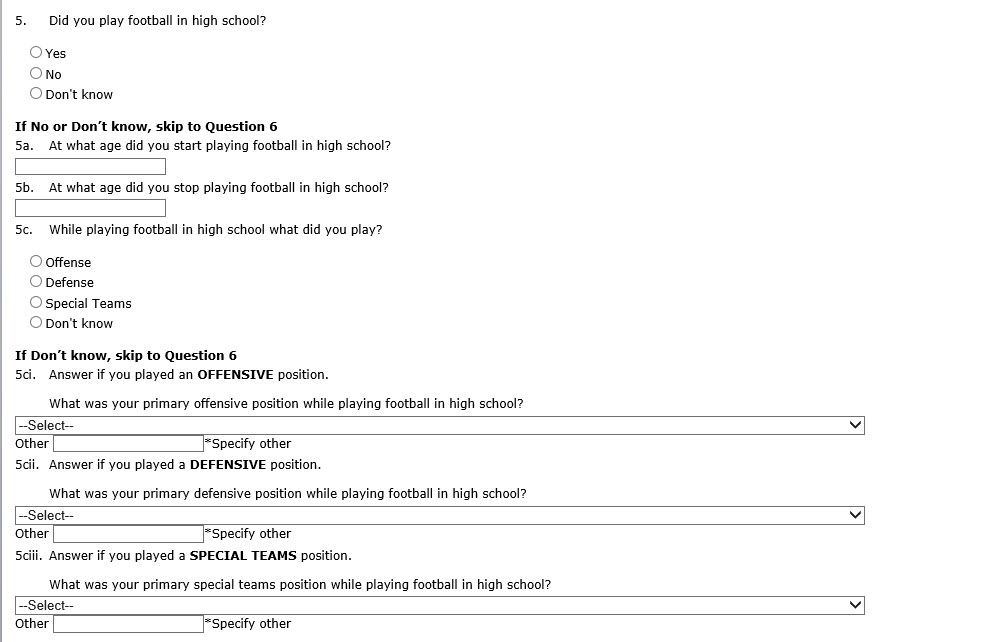 5. Did you play football in high school?
Yes
No
Don't know
If No or Don’t know, skip to Question 6
5a. At what age did you start playing football in high school?
5b. At what age did you stop playing football in high school?
5c. While playing football in high school what did you play?
Offense
Defense
Special Teams
Don't know
If Don’t know, skip to Question 6
5ci. Answer if you played an OFFENSIVE position.
What was your primary offensive position while playing football in high school?
--Select--
Other *Specify other
5cii. Answer if you played a DEFENSIVE position.
What was your primary defensive position while playing football in high school?
--Select--
Other *Specify other
5ciii. Answer if you played a SPECIAL TEAMS position.
What was your primary special teams position while playing football in high school?
--Select--
Other *Specify other